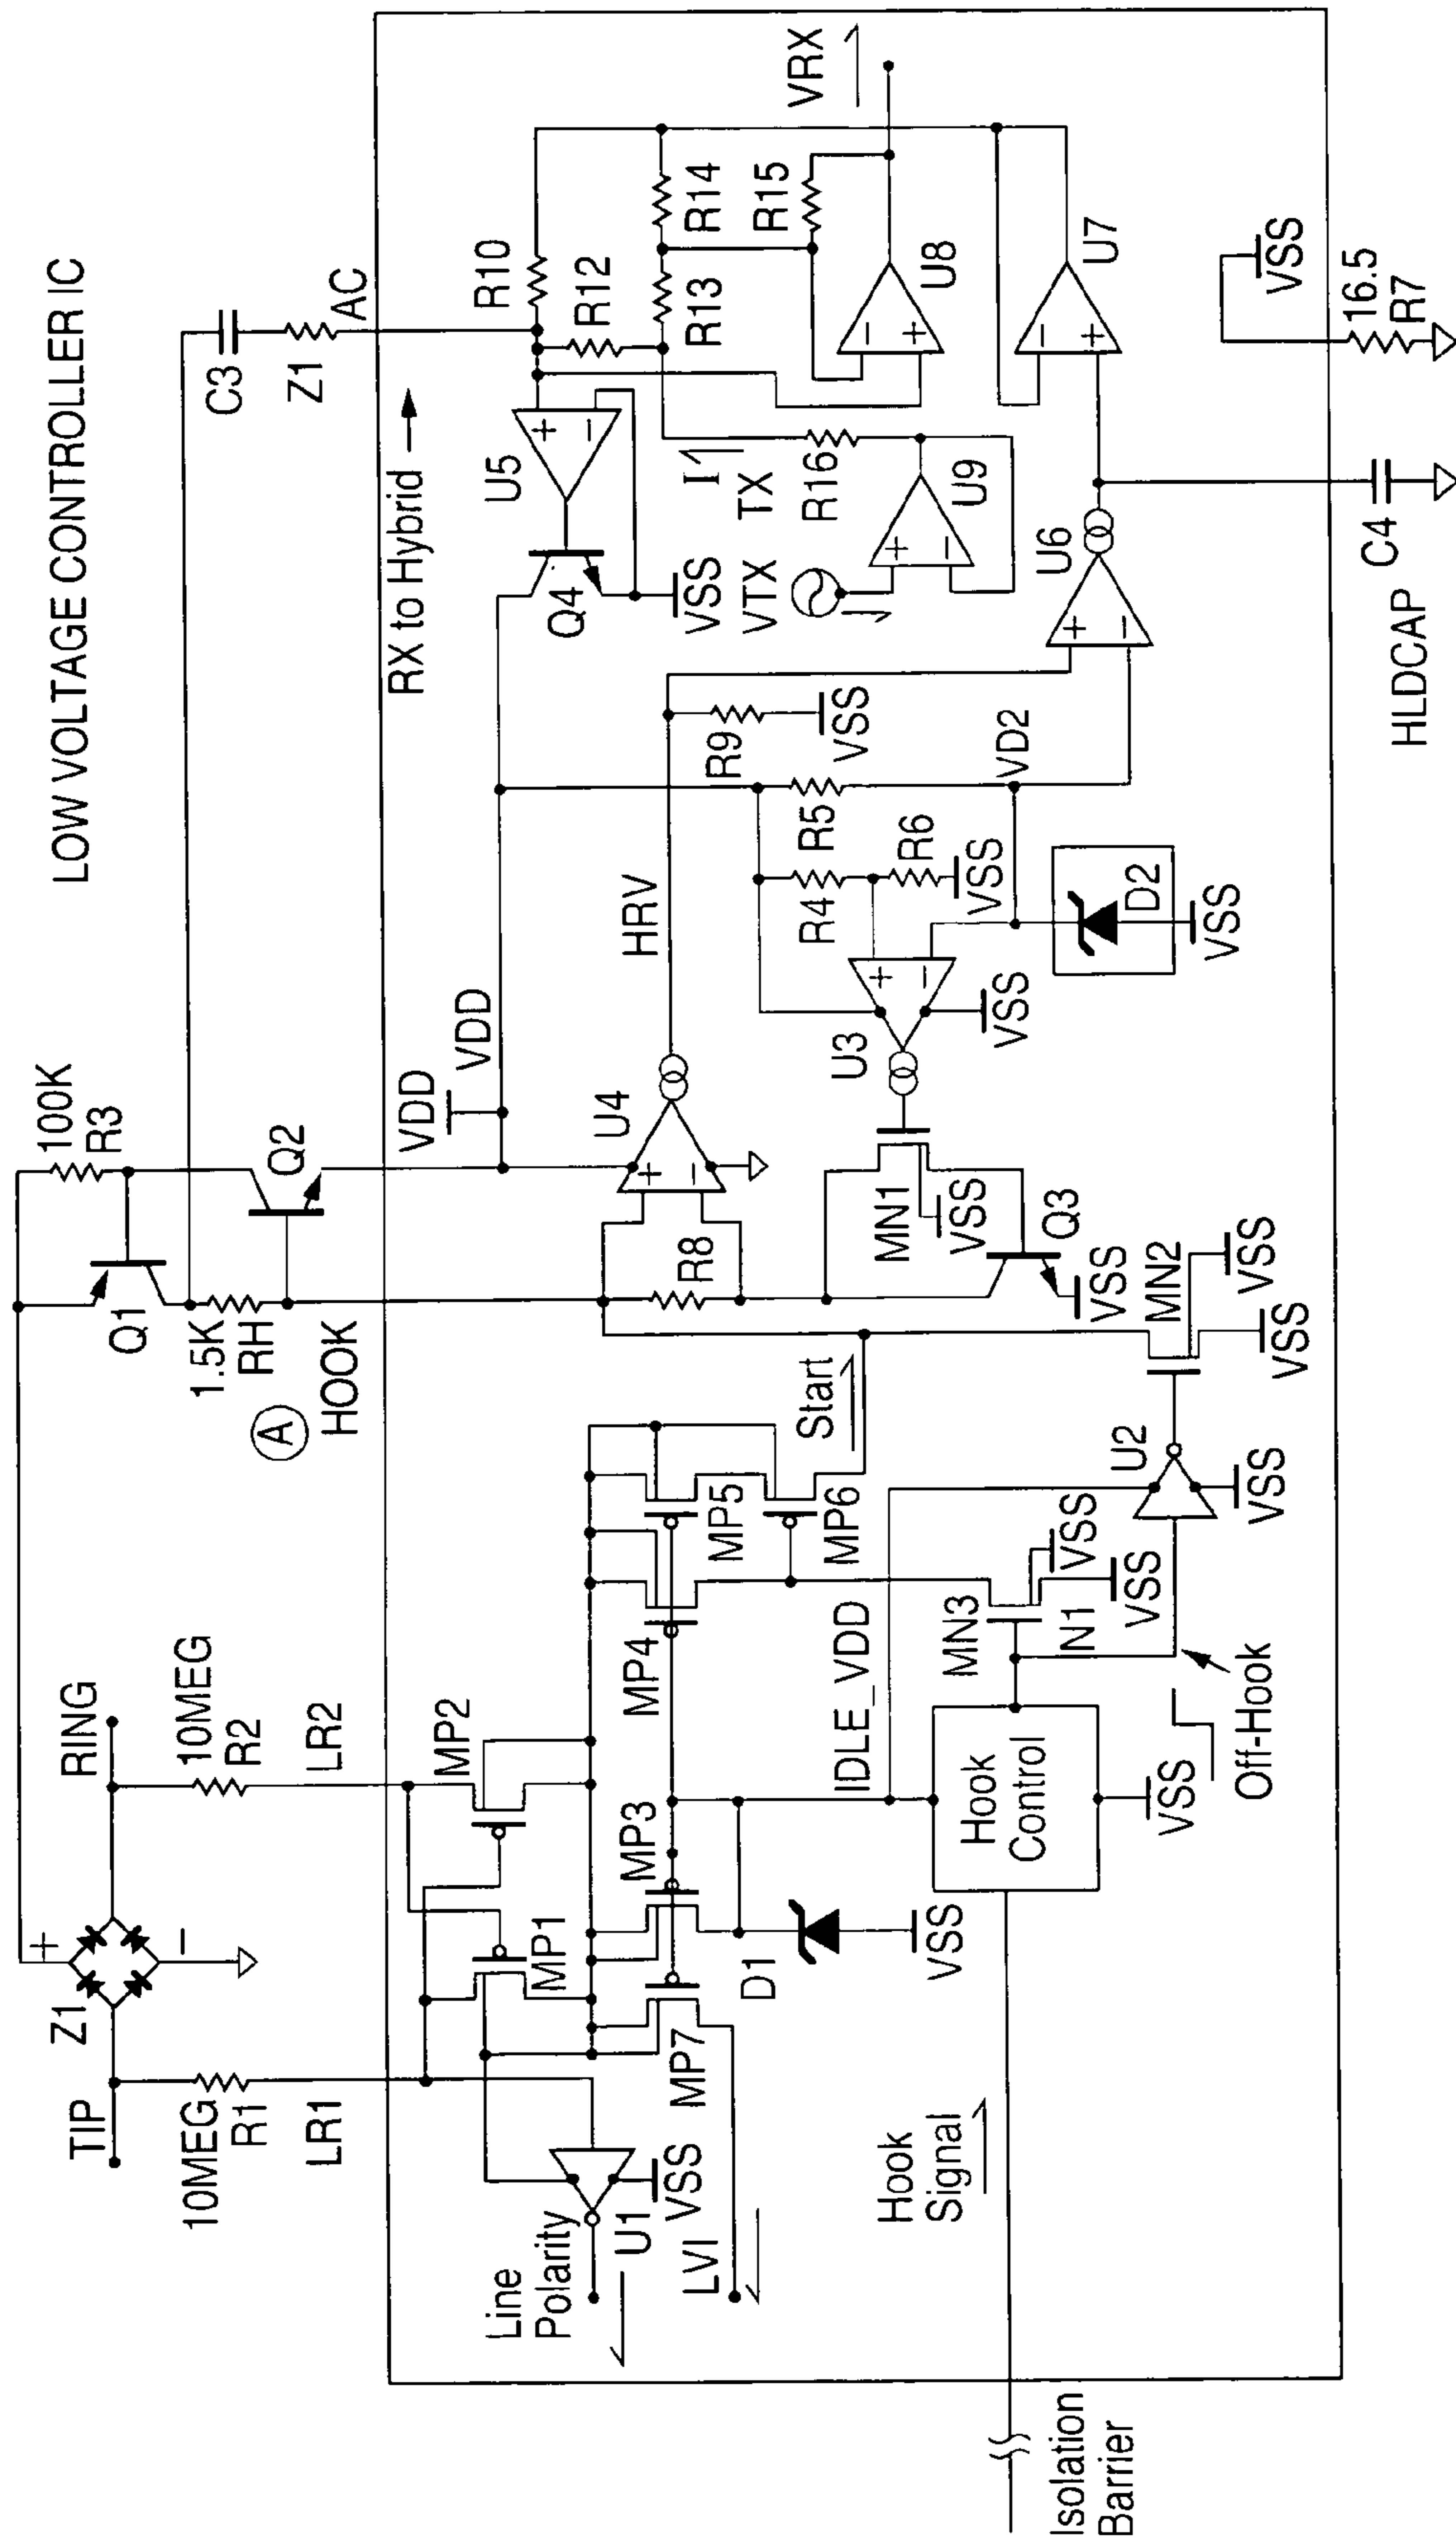 LOW VOLTAGE CONTROLLER IC
TIP
Z1
RING
10MEG
R1
LR1
10MEG
R2
LR2
100K
R3
Q1
Q2
1.5K
RH
A
HOOK
C3
Z1
AC
RX to Hybrid
VDD
VDD
Line
Polarity
U1
VSS
LVI
MP1
MP2
MP7
MP3
MP4
MP5
MP6
D1
VSS
Start
IDLE_VDD
Hook
Signal
Hook
Control
VSS
Off-Hook
MN3
N1
VSS
VSS
U2
VSS
MN2
VSS
VSS
U4
+
−
R8
HRV
MN1
VSS
Q3
VSS
U3
+
−
VSS
R4
R6
VSS
R5
R9
VSS
VD2
D2
VSS
U5
+
−
Q4
VSS
R10
R12
R13
R14
R15
I1
TX
R16
VTX
U9
+
−
U6
+
−
U8
−
+
U7
−
+
VRX
VSS
16.5
R7
C4
HLDCAP
Isolation
Barrier
+
−